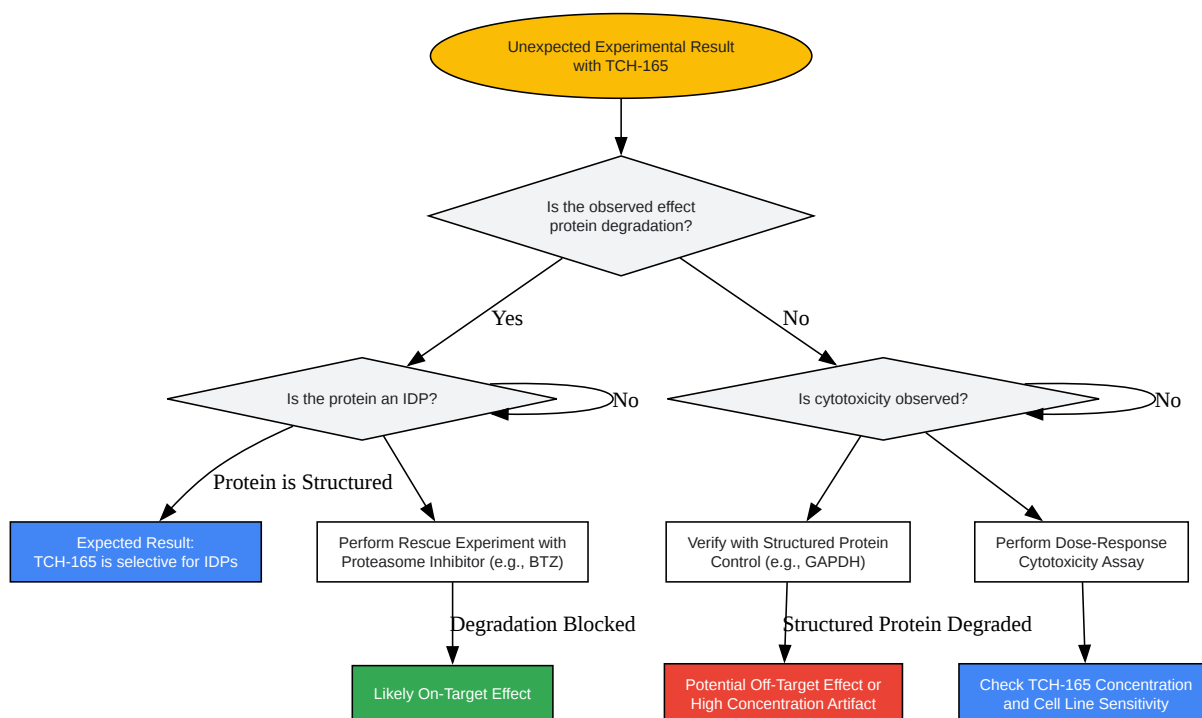 Unexpected Experimental Result
with TCH-165
Is the observed effect
protein degradation?
Yes
No
Is the protein an IDP?
No
Is cytotoxicity observed?
No
Protein is Structured
Expected Result:
TCH-165 is selective for IDPs
Perform Rescue Experiment with
Proteasome Inhibitor (e.g., BTZ)
Verify with Structured Protein
Control (e.g., GAPDH)
Perform Dose-Response
Cytotoxicity Assay
Degradation Blocked
Structured Protein Degraded
Likely On-Target Effect
Potential Off-Target Effect or
High Concentration Artifact
Check TCH-165 Concentration
and Cell Line Sensitivity